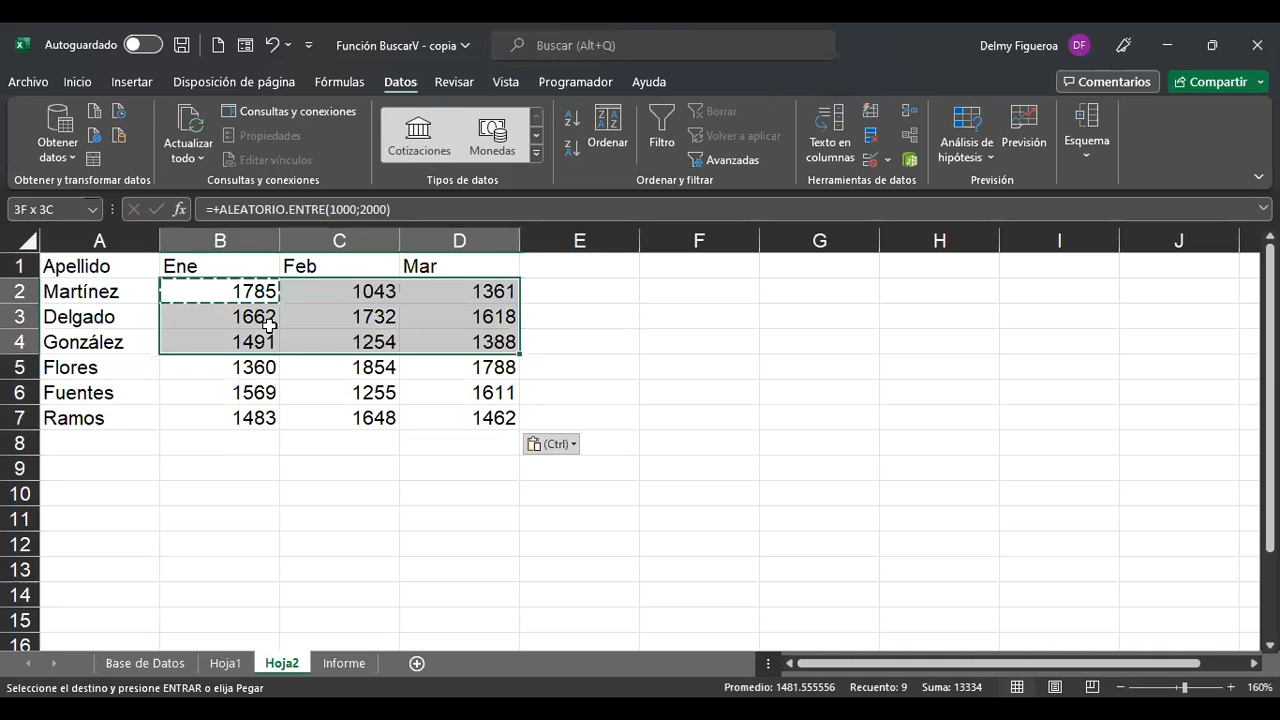 Autoguardado
Función BuscarV - copia
Buscar (Alt+Q)
Delmy Figueroa
DF
Archivo Inicio Insertar Disposición de página Fórmulas Datos Revisar Vista Programador Ayuda
Comentarios
Compartir
Obtener datos
Actualizar todo
Consultas y conexiones
Propiedades
Editar vínculos
Cotizaciones
Monedas
Ordenar
Filtro
Borrar
Volver a aplicar
Avanzadas
Texto en columnas
Análisis de hipótesis
Previsión
Esquema
Obtener y transformar datos
Consultas y conexiones
Tipos de datos
Ordenar y filtrar
Herramientas de datos
Previsión
3F x 3C
fx
=+ALEATORIO.ENTRE(1000;2000)
A B C D E F G H I J
1 Apellido Ene Feb Mar
2 Martínez 1785 1043 1361
3 Delgado 1662 1732 1618
4 González 1491 1254 1388
5 Flores 1360 1854 1788
6 Fuentes 1569 1255 1611
7 Ramos 1483 1648 1462
8
(Ctrl)
9
10
11
12
13
14
15
16
Base de Datos Hoja1 Hoja2 Informe
Seleccione el destino y presione ENTRAR o elija Pegar
Promedio: 1481.555556 Recuento: 9 Suma: 13334
160%